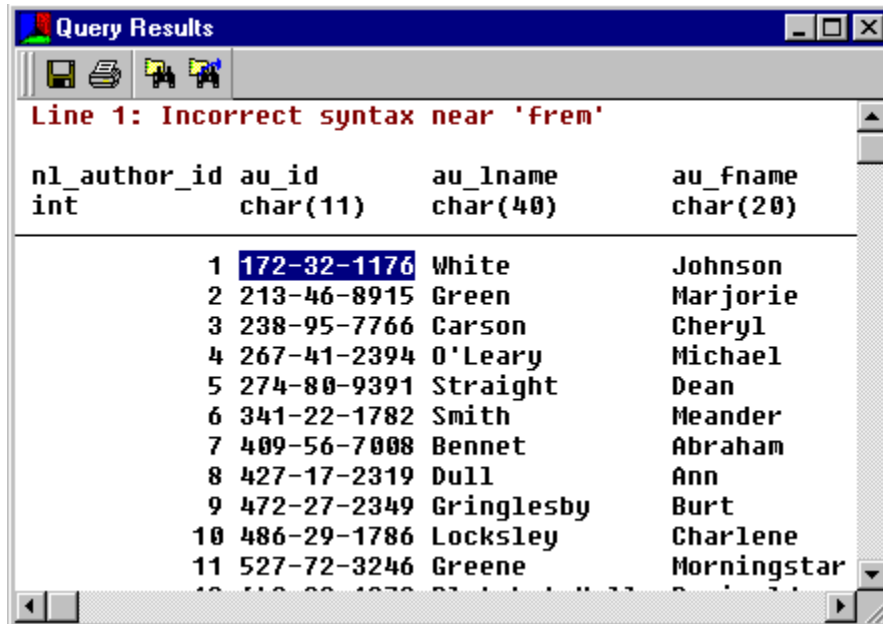 Query Results
Line 1: Incorrect syntax near 'frem'
nl_author_id au_id au_lname au_fname
int char(11) char(40) char(20)
1 172-32-1176 White Johnson
2 213-46-8915 Green Marjorie
3 238-95-7766 Carson Cheryl
4 267-41-2394 O'Leary Michael
5 274-80-9391 Straight Dean
6 341-22-1782 Smith Meander
7 409-56-7008 Bennet Abraham
8 427-17-2319 Dull Ann
9 472-27-2349 Gringlesby Burt
10 486-29-1786 Locksley Charlene
11 527-72-3246 Greene Morningstar